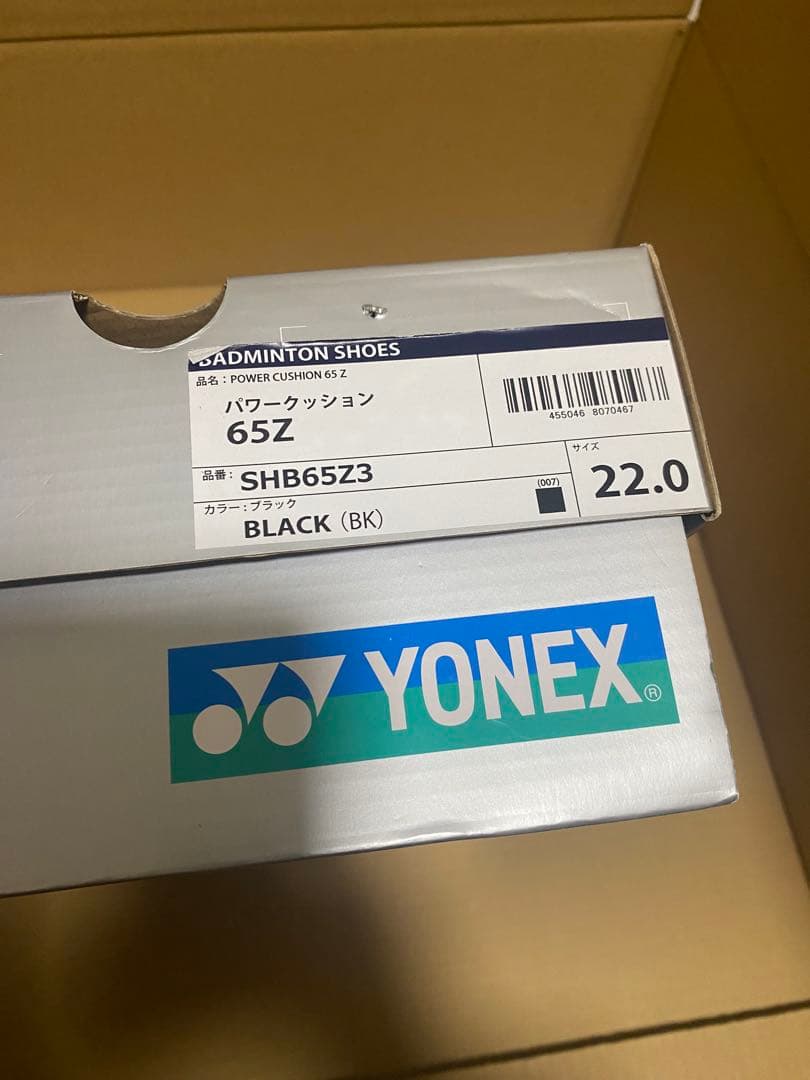 BADMINTON SHOES
品名：POWER CUSHION 65 Z
パワークッション
65Z
455046 8070467
品番： SHB65Z3
カラー：ブラック
BLACK（BK）
(007)
サイズ
22.0
YONEX®